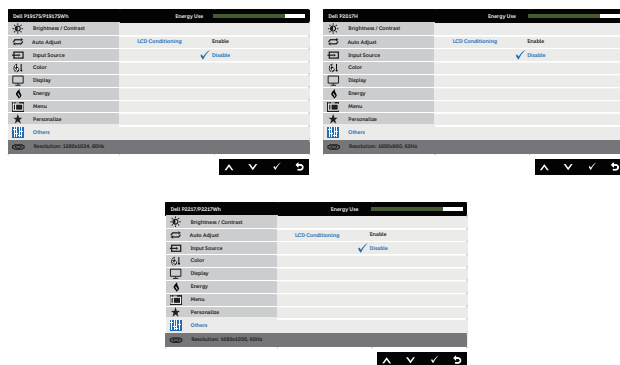 Dell P1917S/P1917SWh Energy Use
Brightness / Contrast
Auto Adjust LCD Conditioning Enable
Input Source Disable
Color
Display
Energy
Menu
Personalize
Others
Resolution: 1280x1024, 60Hz
Dell P2017H Energy Use
Brightness / Contrast
Auto Adjust LCD Conditioning Enable
Input Source Disable
Color
Display
Energy
Menu
Personalize
Others
Resolution: 1600x900, 60Hz
Dell P2217/P2217Wh Energy Use
Brightness / Contrast
Auto Adjust LCD Conditioning Enable
Input Source Disable
Color
Display
Energy
Menu
Personalize
Others
Resolution: 1680x1050, 60Hz